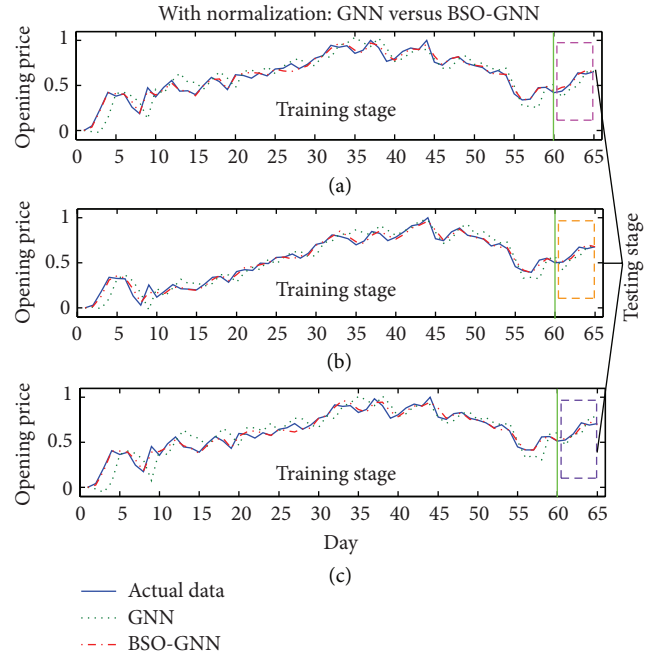 With normalization: GNN versus BSO-GNN
Opening price
1
0.5
0
Training stage
0 5 10 15 20 25 30 35 40 45 50 55 60 65
(a)
Opening price
1
0.5
0
Training stage
0 5 10 15 20 25 30 35 40 45 50 55 60 65
(b)
Testing stage
Opening price
1
0.5
0
Training stage
0 5 10 15 20 25 30 35 40 45 50 55 60 65
Day
(c)
Actual data
GNN
BSO-GNN